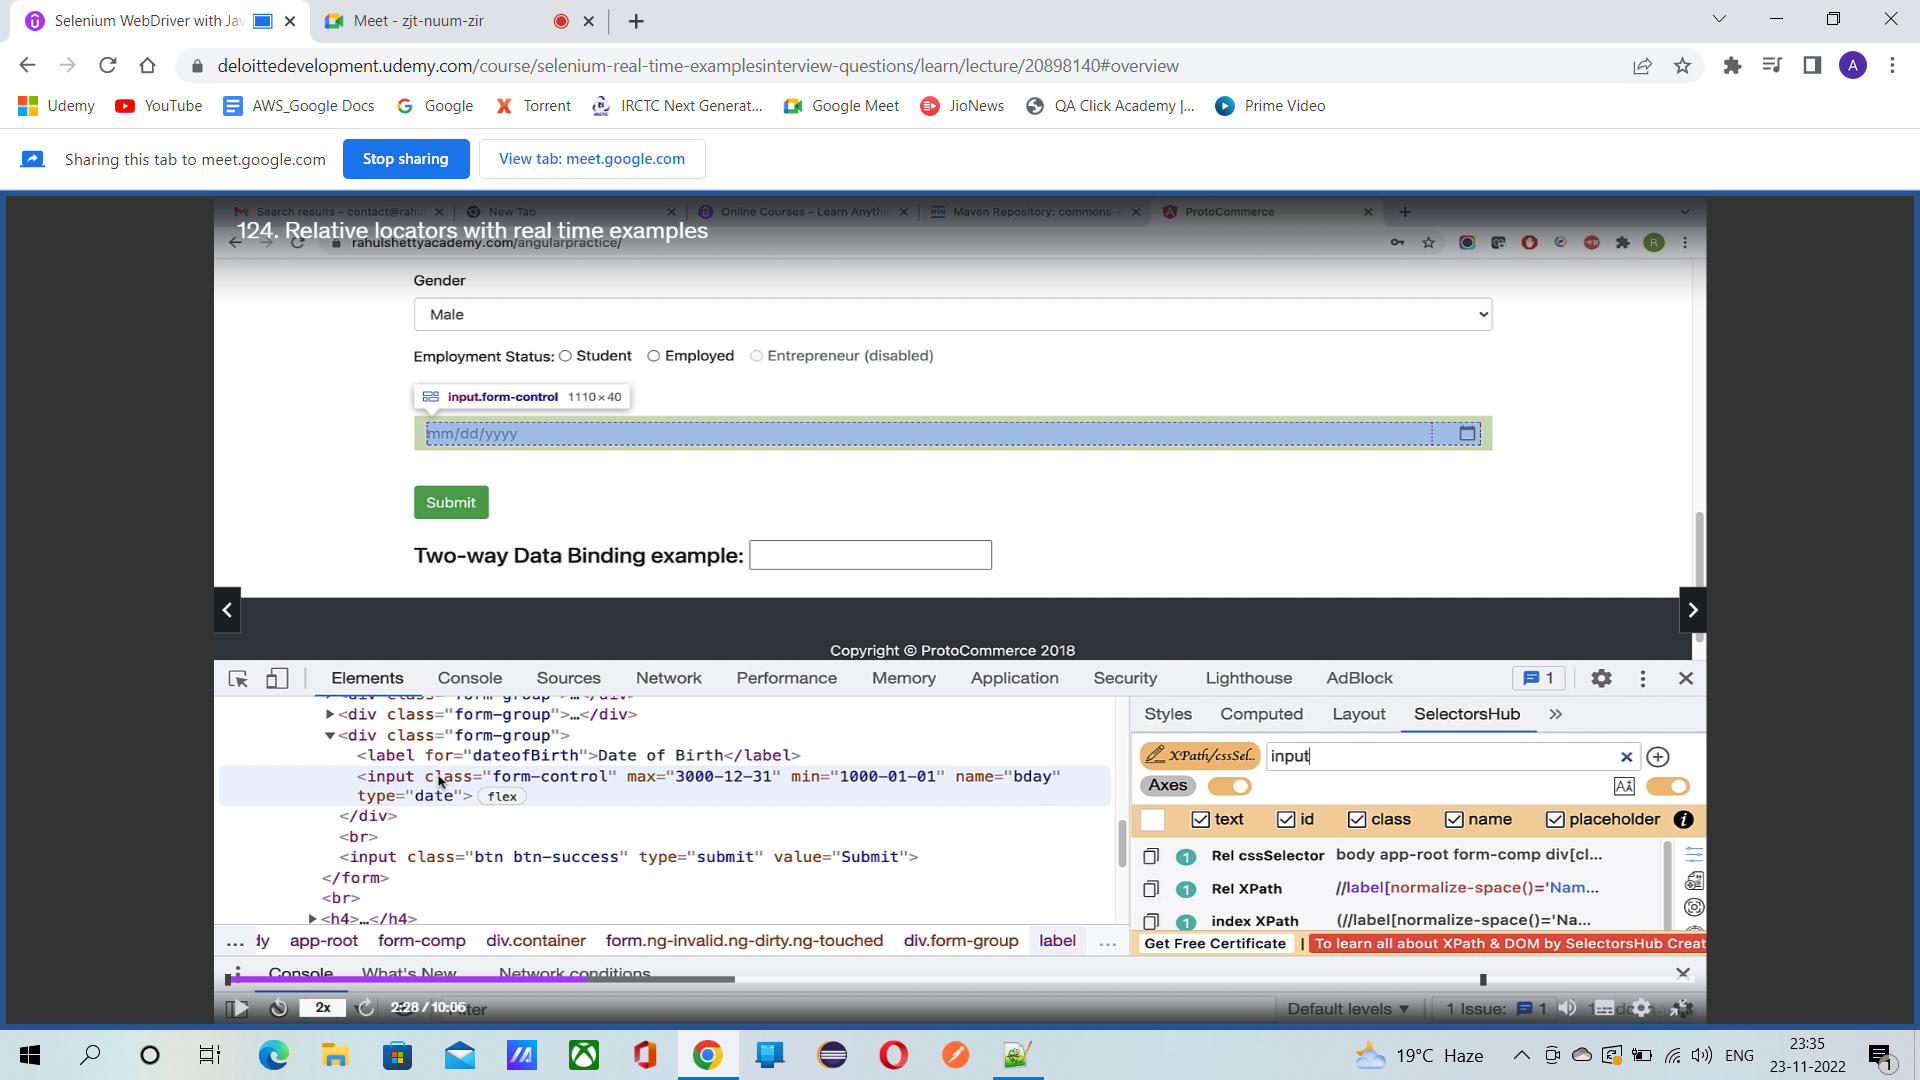 Selenium WebDriver with Jav
Meet - zjt-nuum-zir
deloittedevelopment.udemy.com/course/selenium-real-time-examplesinterview-questions/learn/lecture/20898140#overview
A
Udemy
YouTube
AWS_Google Docs
Google
Torrent
IRCTC Next Generat...
Google Meet
JioNews
QA Click Academy |...
Prime Video
Sharing this tab to meet.google.com
Stop sharing
View tab: meet.google.com
Search results - contact@rahu
New Tab
Online Courses - Learn Anythi
Maven Repository: commons-
ProtoCommerce
124. Relative locators with real time examples
rahulshettyacademy.com/angularpractice/
R
Gender
Male
Employment Status: Student Employed Entrepreneur (disabled)
input.form-control 1110 × 40
mm/dd/yyyy
Submit
Two-way Data Binding example:
Copyright © ProtoCommerce 2018
Elements Console Sources Network Performance Memory Application Security Lighthouse AdBlock 1
<div class="form-group">…</div>
<div class="form-group">…</div>
<div class="form-group">
<label for="dateofBirth">Date of Birth</label>
<input class="form-control" max="3000-12-31" min="1000-01-01" name="bday"
type="date"> flex
</div>
<br>
<input class="btn btn-success" type="submit" value="Submit">
</form>
<br>
<h4>…</h4>
... dy app-root form-comp div.container form.ng-invalid.ng-dirty.ng-touched div.form-group label ...
Styles Computed Layout SelectorsHub »
XPath/cssSel.. input
Axes
text id class name placeholder
1 Rel cssSelector body app-root form-comp div[cl...
1 Rel XPath //label[normalize-space()='Nam...
1 index XPath (//label[normalize-space()='Na...
Get Free Certificate | To learn all about XPath & DOM by SelectorsHub Creat
Console What's New Network conditions
2x 2:28 / 10:06
Default levels 1 Issue: 1
19°C Haze
ENG
23:35
23-11-2022
1